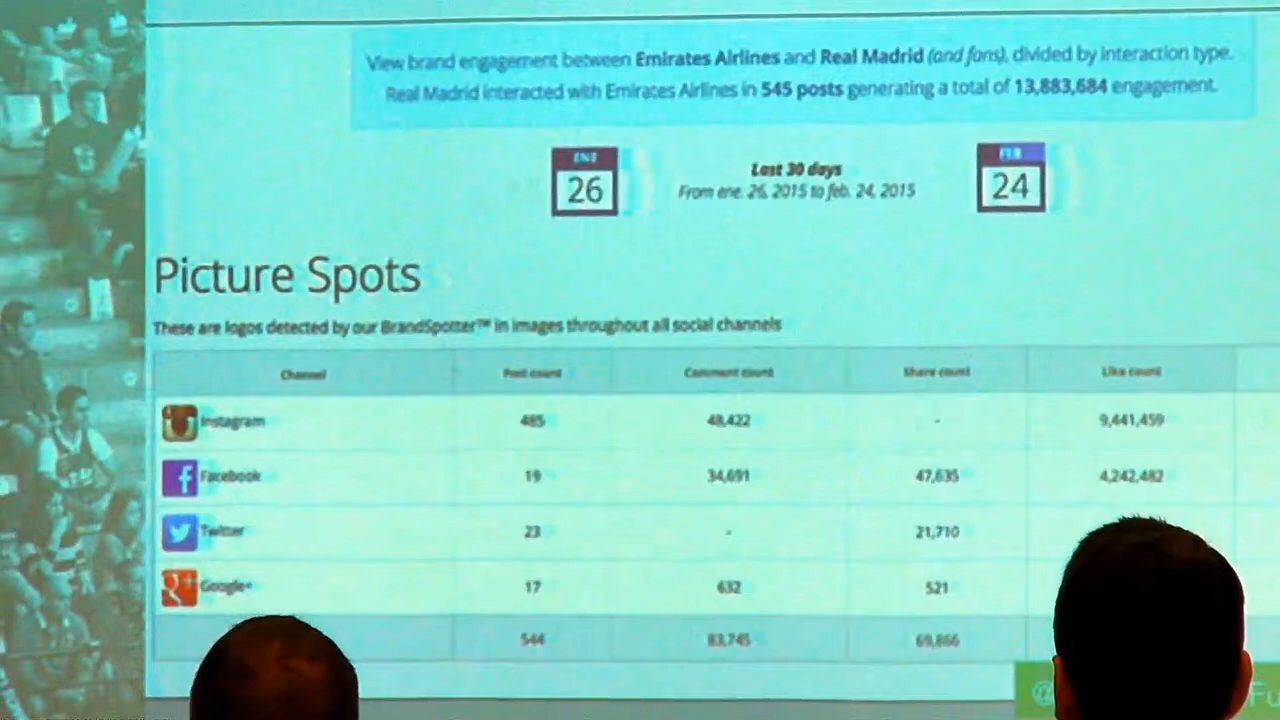 View brand engagement between Emirates Airlines and Real Madrid (and fans), divided by interaction type.
Real Madrid interacted with Emirates Airlines in 545 posts generating a total of 13,883,684 engagement.
ENE FEB
26 24
Last 30 days
From ene. 26, 2015 to feb. 24, 2015
Picture Spots
These are logos detected by our BrandSpotter™ in images throughout all social channels
Channel Post count Comment count Share count Like count
Instagram 485 48,422 - 9,441,459
Facebook 19 34,691 47,635 4,242,482
Twitter 23 - 21,710
Google+ 17 632 521
544 83,745 69,866
@ Fu